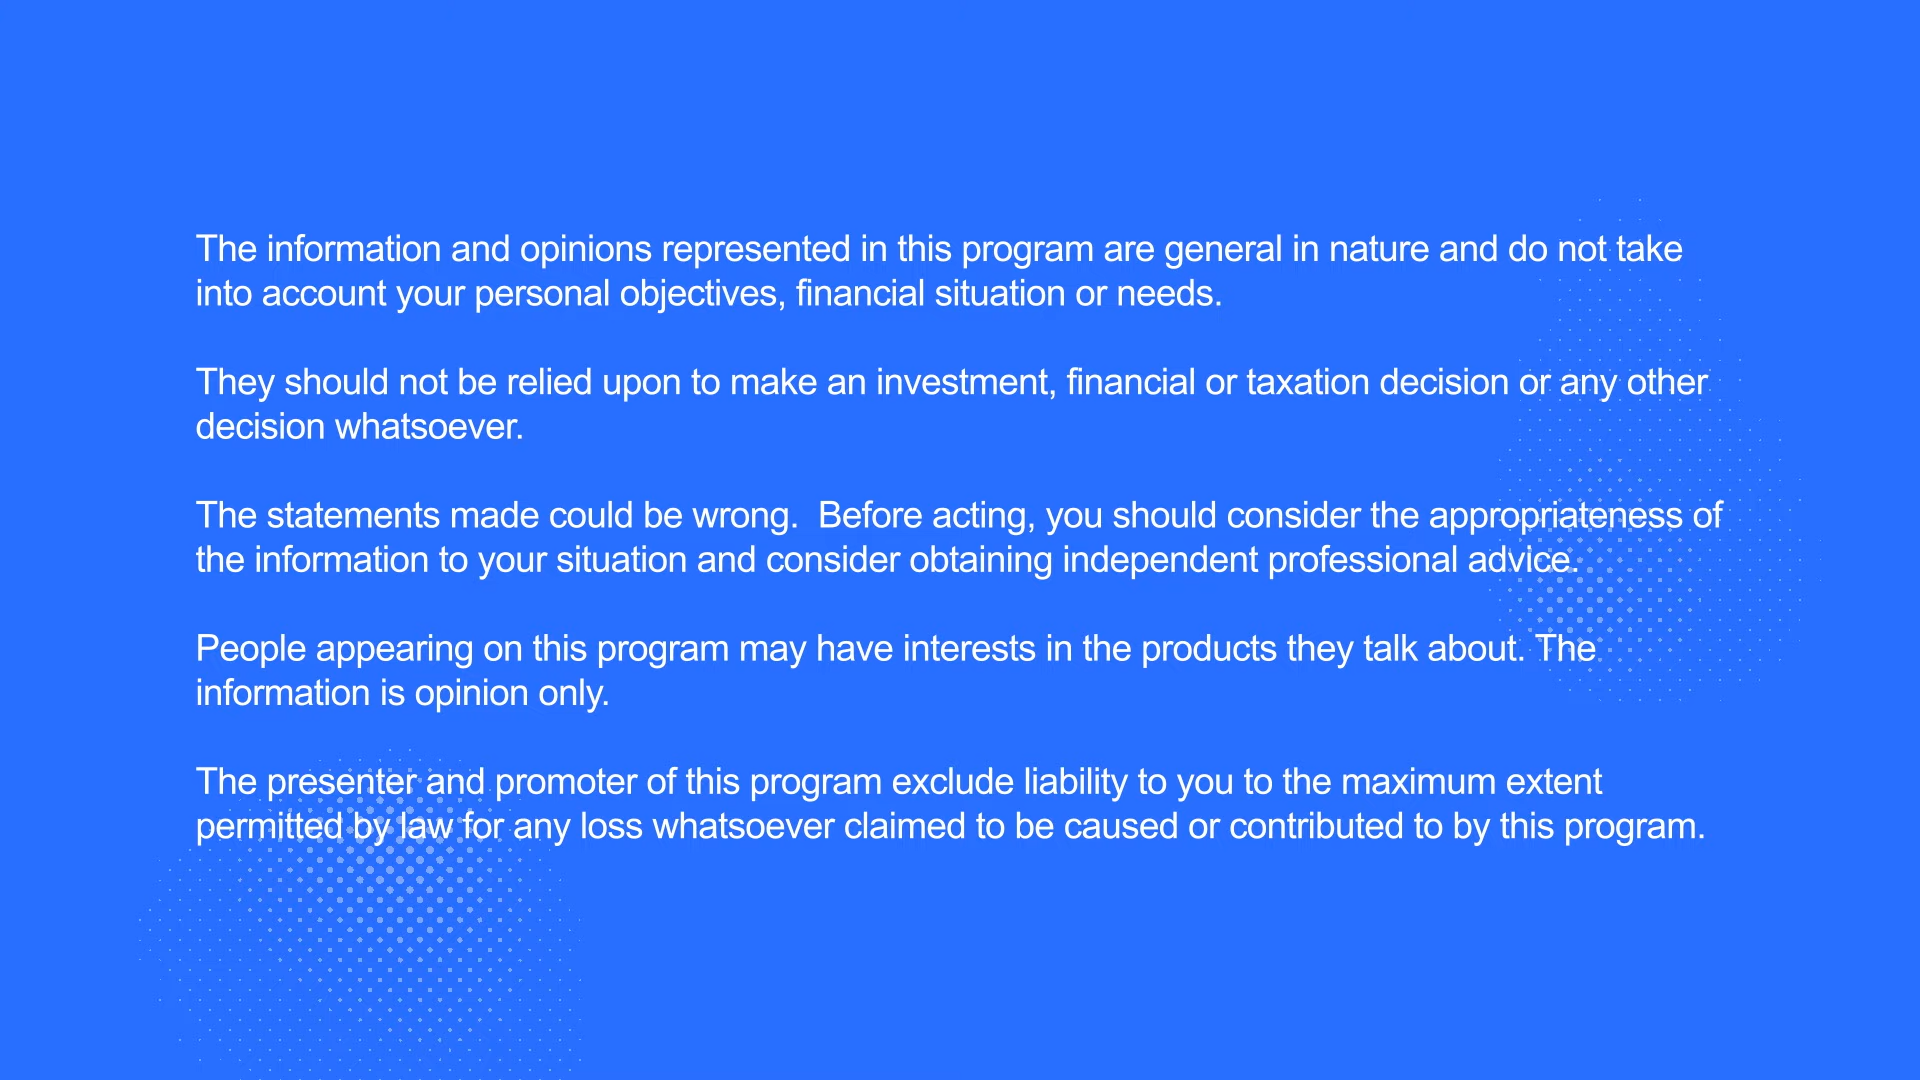 The information and opinions represented in this program are general in nature and do not take
into account your personal objectives, financial situation or needs.
They should not be relied upon to make an investment, financial or taxation decision or any other
decision whatsoever.
The statements made could be wrong.  Before acting, you should consider the appropriateness of
the information to your situation and consider obtaining independent professional advice.
People appearing on this program may have interests in the products they talk about. The
information is opinion only.
The presenter and promoter of this program exclude liability to you to the maximum extent
permitted by law for any loss whatsoever claimed to be caused or contributed to by this program.